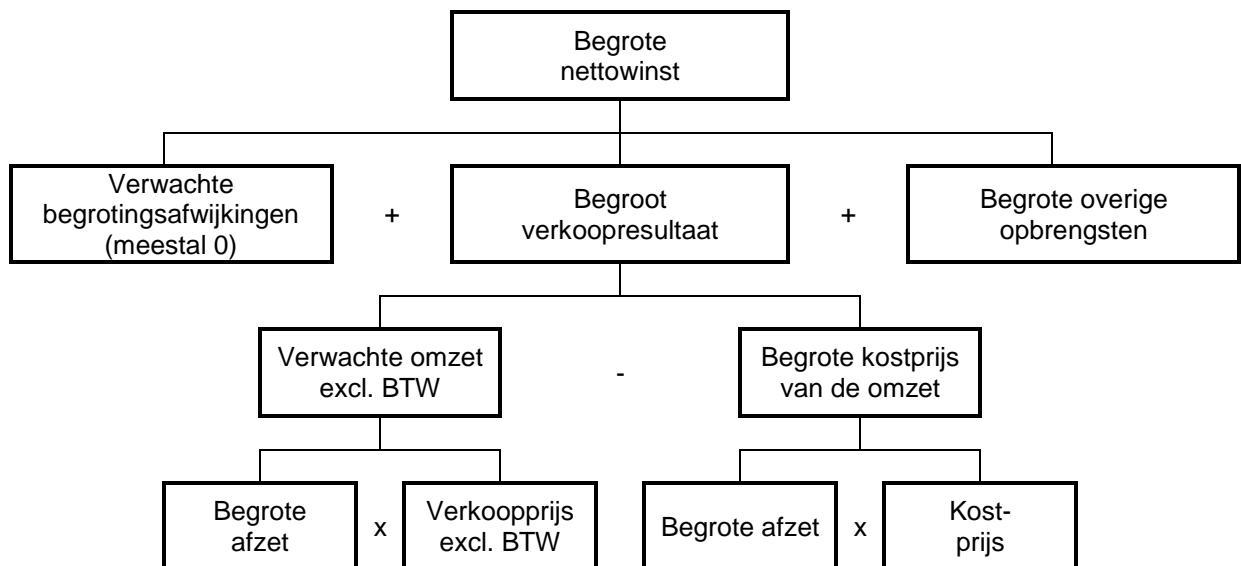 Begrote
nettowinst
Verwachte
begrotingsafwijkingen
(meestal 0)
+
Begroot
verkoopresultaat
+
Begrote overige
opbrengsten
Verwachte omzet
excl. BTW
-
Begrote kostprijs
van de omzet
Begrote
afzet
x
Verkoopprijs
excl. BTW
Begrote afzet
x
Kost-
prijs